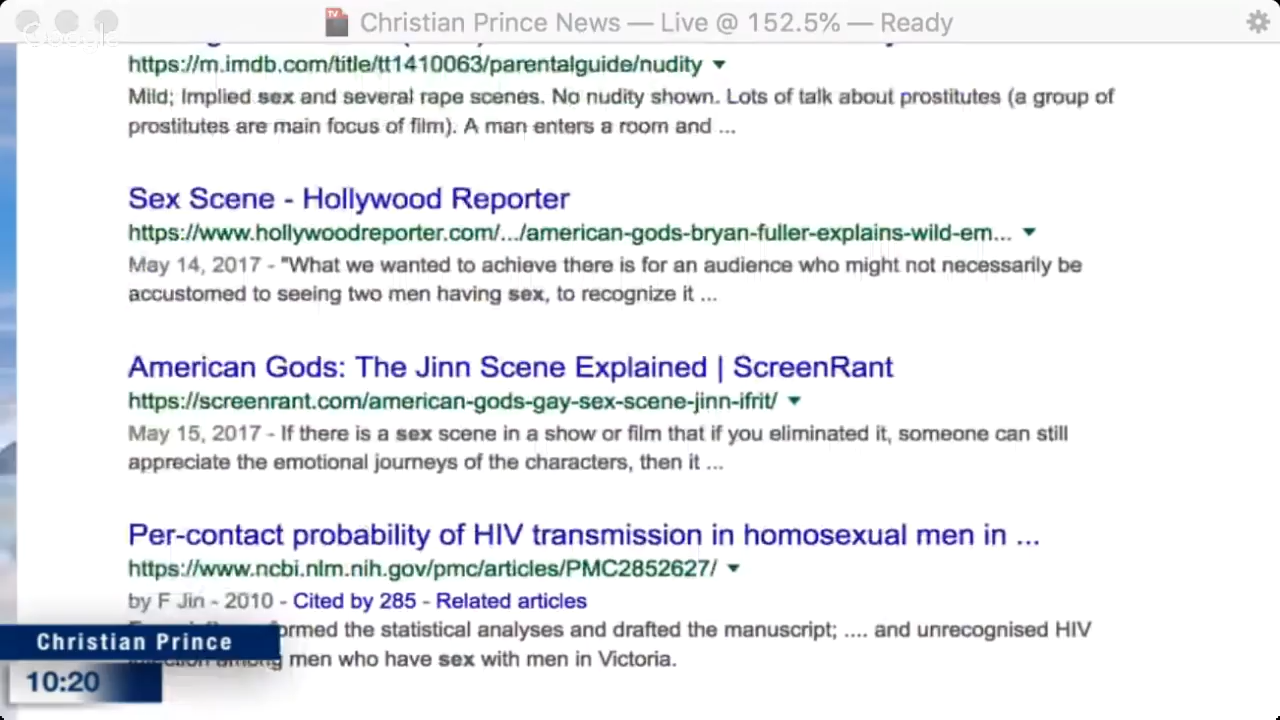 Christian Prince News — Live @ 152.5% — Ready
Google
https://m.imdb.com/title/tt1410063/parentalguide/nudity
Mild; Implied sex and several rape scenes. No nudity shown. Lots of talk about prostitutes (a group of
prostitutes are main focus of film). A man enters a room and ...
Sex Scene - Hollywood Reporter
https://www.hollywoodreporter.com/.../american-gods-bryan-fuller-explains-wild-em...
May 14, 2017 - "What we wanted to achieve there is for an audience who might not necessarily be
accustomed to seeing two men having sex, to recognize it ...
American Gods: The Jinn Scene Explained | ScreenRant
https://screenrant.com/american-gods-gay-sex-scene-jinn-ifrit/
May 15, 2017 - If there is a sex scene in a show or film that if you eliminated it, someone can still
appreciate the emotional journeys of the characters, then it ...
Per-contact probability of HIV transmission in homosexual men in ...
https://www.ncbi.nlm.nih.gov/pmc/articles/PMC2852627/
by F Jin - 2010 - Cited by 285 - Related articles
the statistical analyses and drafted the manuscript; .... and unrecognised HIV
men who have sex with men in Victoria.
Christian Prince
10:20